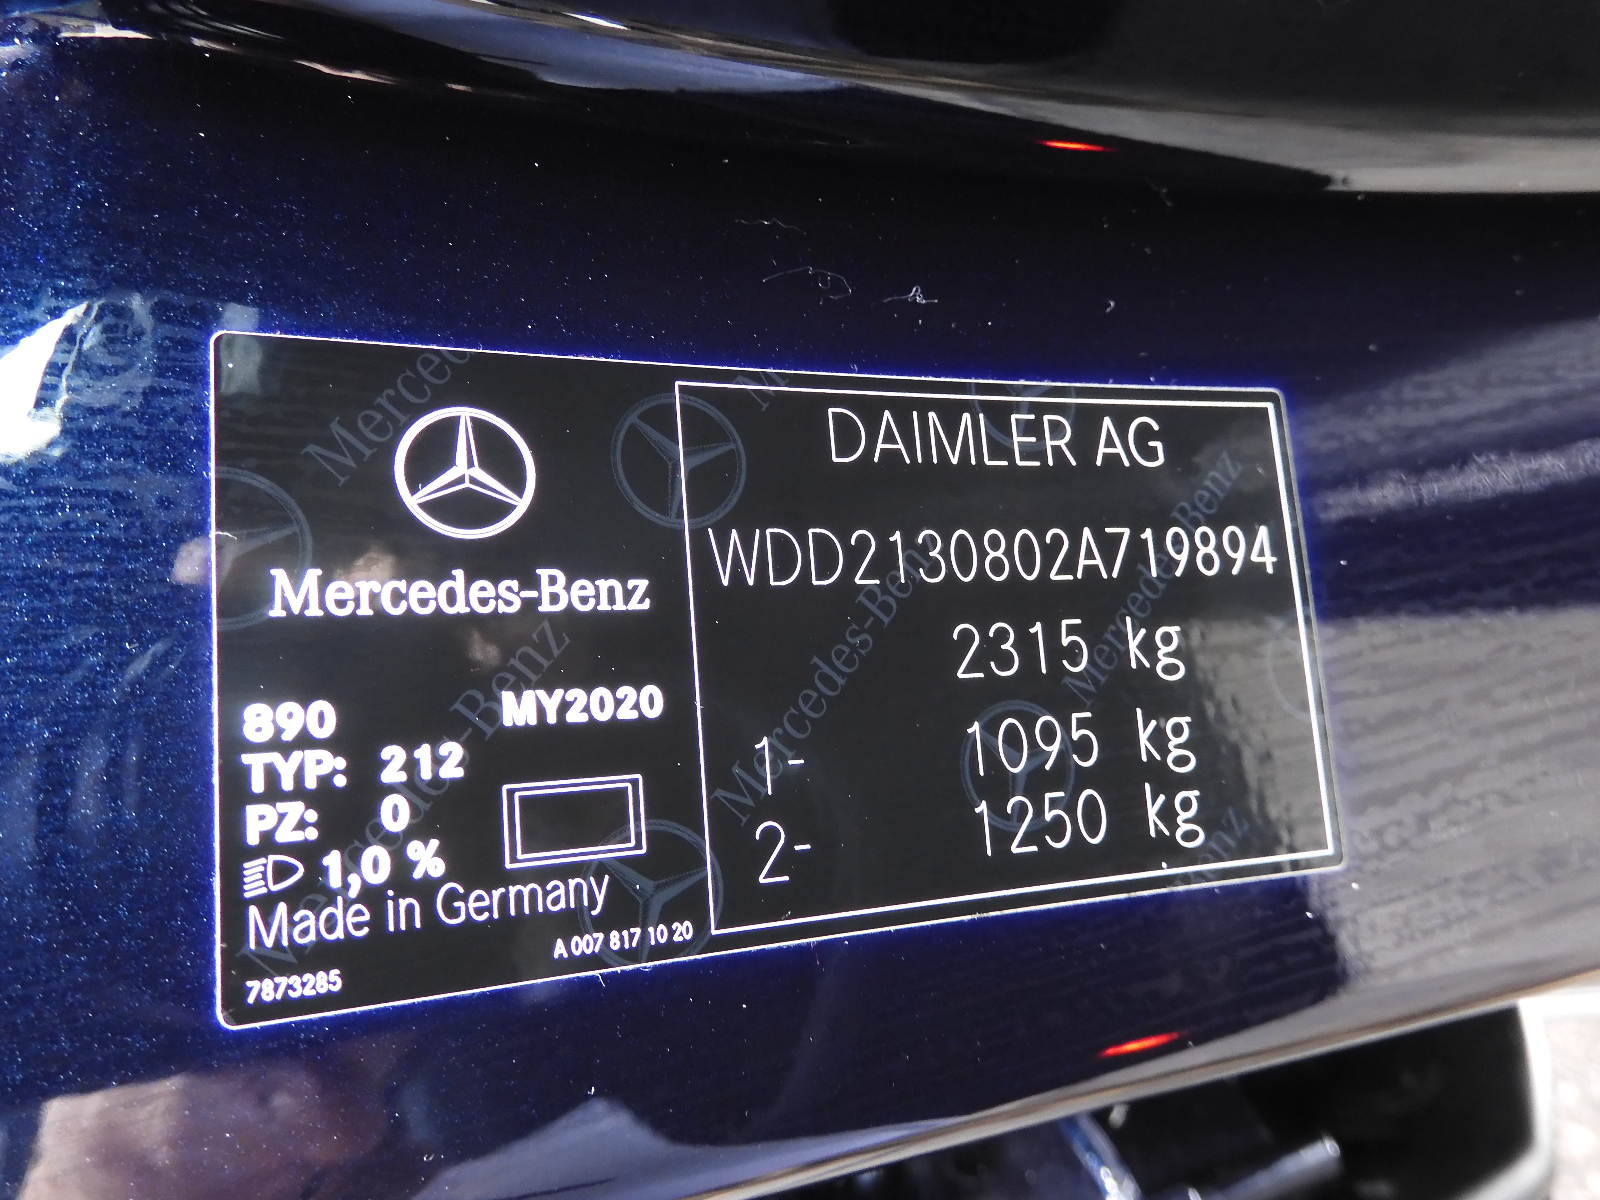 Mercedes-Benz
890 MY2020
TYP: 212
PZ: 0
1,0 %
Made in Germany
A 007 817 10 20
7873285
DAIMLER AG
WDD2130802A719894
2315 kg
1- 1095 kg
2- 1250 kg